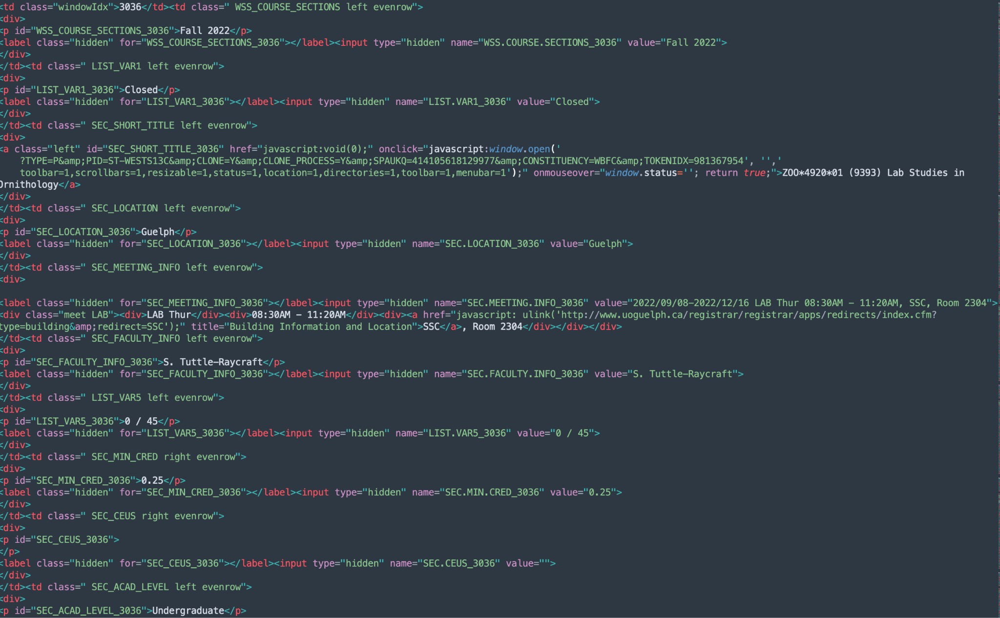 <td class="windowIdx">3036</td><td class=" WSS_COURSE_SECTIONS left evenrow">
<div>
<p id="WSS_COURSE_SECTIONS_3036">Fall 2022</p>
<label class="hidden" for="WSS_COURSE_SECTIONS_3036"></label><input type="hidden" name="WSS.COURSE.SECTIONS_3036" value="Fall 2022">
</div>
</td><td class=" LIST_VAR1 left evenrow">
<div>
<p id="LIST_VAR1_3036">Closed</p>
<label class="hidden" for="LIST_VAR1_3036"></label><input type="hidden" name="LIST.VAR1_3036" value="Closed">
</div>
</td><td class=" SEC_SHORT_TITLE left evenrow">
<div>
<a class="left" id="SEC_SHORT_TITLE_3036" href="javascript:void(0);" onclick="javascript:window.open('
?TYPE=P&amp;PID=ST-WESTS13C&amp;CLONE=Y&amp;CLONE_PROCESS=Y&amp;SPAUKQ=414105618129977&amp;CONSTITUENCY=WBFC&amp;TOKENIDX=981367954', '','
toolbar=1,scrollbars=1,resizable=1,status=1,location=1,directories=1,toolbar=1,menubar=1');" onmouseover="window.status=''; return true;">ZOO*4920*01 (9393) Lab Studies in
Ornithology</a>
</div>
</td><td class=" SEC_LOCATION left evenrow">
<div>
<p id="SEC_LOCATION_3036">Guelph</p>
<label class="hidden" for="SEC_LOCATION_3036"></label><input type="hidden" name="SEC.LOCATION_3036" value="Guelph">
</div>
</td><td class=" SEC_MEETING_INFO left evenrow">
<div>
<label class="hidden" for="SEC_MEETING_INFO_3036"></label><input type="hidden" name="SEC.MEETING.INFO_3036" value="2022/09/08-2022/12/16 LAB Thur 08:30AM - 11:20AM, SSC, Room 2304">
<div class="meet LAB"><div>LAB Thur</div><div>08:30AM - 11:20AM</div><div><a href="javascript: ulink('http://www.uoguelph.ca/registrar/registrar/apps/redirects/index.cfm?
type=building&amp;redirect=SSC');" title="Building Information and Location">SSC</a>, Room 2304</div></div></div>
</td><td class=" SEC_FACULTY_INFO left evenrow">
<div>
<p id="SEC_FACULTY_INFO_3036">S. Tuttle-Raycraft</p>
<label class="hidden" for="SEC_FACULTY_INFO_3036"></label><input type="hidden" name="SEC.FACULTY.INFO_3036" value="S. Tuttle-Raycraft">
</div>
</td><td class=" LIST_VAR5 left evenrow">
<div>
<p id="LIST_VAR5_3036">0 / 45</p>
<label class="hidden" for="LIST_VAR5_3036"></label><input type="hidden" name="LIST.VAR5_3036" value="0 / 45">
</div>
</td><td class=" SEC_MIN_CRED right evenrow">
<div>
<p id="SEC_MIN_CRED_3036">0.25</p>
<label class="hidden" for="SEC_MIN_CRED_3036"></label><input type="hidden" name="SEC.MIN.CRED_3036" value="0.25">
</div>
</td><td class=" SEC_CEUS right evenrow">
<div>
<p id="SEC_CEUS_3036">
</p>
<label class="hidden" for="SEC_CEUS_3036"></label><input type="hidden" name="SEC.CEUS_3036" value="">
</div>
</td><td class=" SEC_ACAD_LEVEL left evenrow">
<div>
<p id="SEC_ACAD_LEVEL_3036">Undergraduate</p>